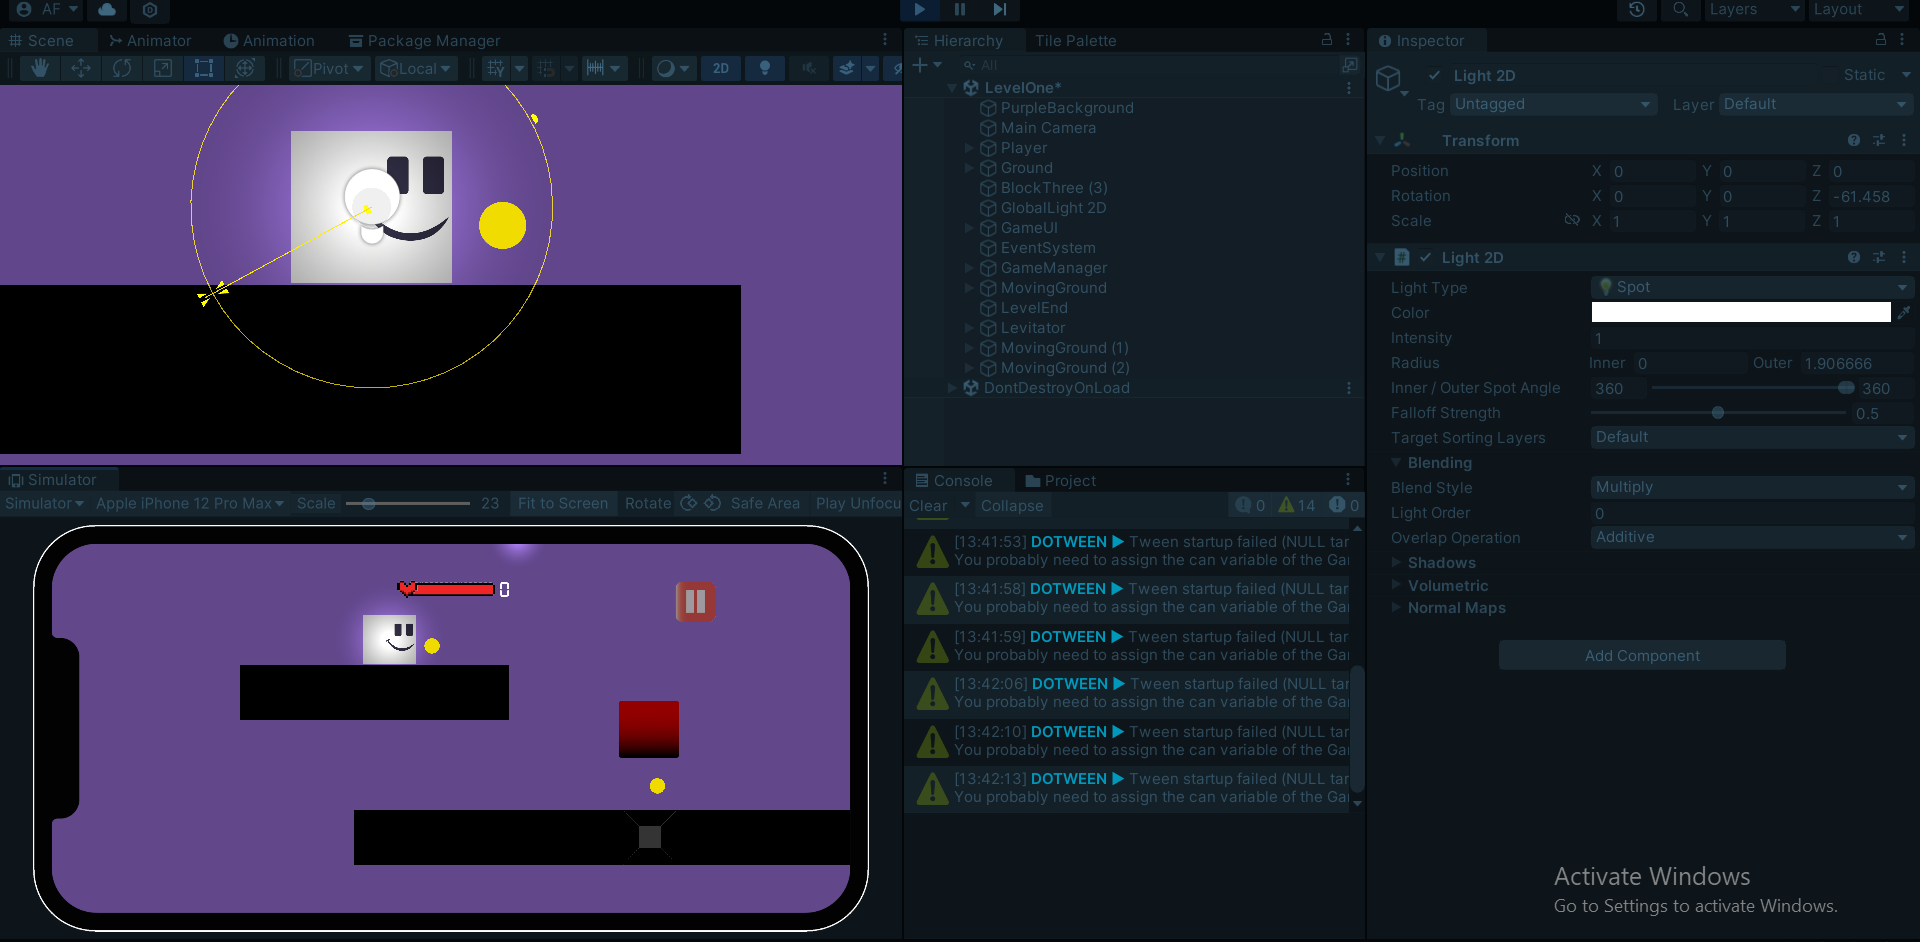 AF
Layers
Layout
Scene
Animator
Animation
Package Manager
Pivot
Local
2D
Hierarchy
Tile Palette
All
LevelOne*
PurpleBackground
Main Camera
Player
Ground
BlockThree (3)
GlobalLight 2D
GameUI
EventSystem
GameManager
MovingGround
LevelEnd
Levitator
MovingGround (1)
MovingGround (2)
DontDestroyOnLoad
Inspector
Light 2D
Static
Tag Untagged
Layer Default
Transform
Position X 0 Y 0 Z 0
Rotation X 0 Y 0 Z -61.458
Scale X 1 Y 1 Z 1
Light 2D
Light Type Spot
Color
Intensity 1
Radius Inner 0 Outer 1.906666
Inner / Outer Spot Angle 360 360
Falloff Strength 0.5
Target Sorting Layers Default
Blending
Blend Style Multiply
Light Order 0
Overlap Operation Additive
Shadows
Volumetric
Normal Maps
Add Component
Simulator
Simulator Apple iPhone 12 Pro Max Scale 23 Fit to Screen Rotate Safe Area Play Unfocu
0
Console
Project
Clear Collapse 0 14 0
[13:41:53] DOTWEEN ▶ Tween startup failed (NULL tar
You probably need to assign the can variable of the Gai
[13:41:58] DOTWEEN ▶ Tween startup failed (NULL tar
You probably need to assign the can variable of the Gai
[13:41:59] DOTWEEN ▶ Tween startup failed (NULL tar
You probably need to assign the can variable of the Gai
[13:42:06] DOTWEEN ▶ Tween startup failed (NULL tar
You probably need to assign the can variable of the Gai
[13:42:10] DOTWEEN ▶ Tween startup failed (NULL tar
You probably need to assign the can variable of the Gai
[13:42:13] DOTWEEN ▶ Tween startup failed (NULL tar
You probably need to assign the can variable of the Gai
Activate Windows
Go to Settings to activate Windows.